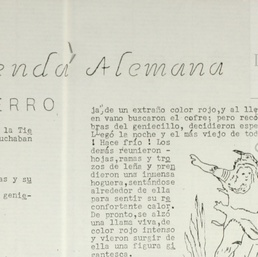 enda Alemana
ERRO
la Tie
uchaban
as y su
genie-
ja, de un extraño color rojo, y al lle
en vano buscaron el cofre; pero recó
bras del geniecillo, decidieron espe
Llegó la noche y el más viejo de tod
! Hace frío ! Los
demás reunieron
hojas, ramas y tro
zos de leña y pren
dieron una inmensa
hoguera, sentándose
alrededor de ella
para sentir su re
confortante calor.
De pronto, se alzó
una llama viva, de
color rojo intenso
y vieron surgir de
ella una figura gi
gantesca.